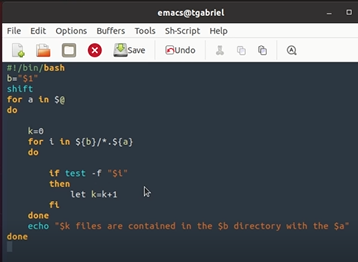 emacs@tgabriel
File Edit Options Buffers Tools Sh-Script Help
Save Undo
#!/bin/bash
b="$1"
shift
for a in $@
do
k=0
for i in ${b}/*.${a}
do
if test -f "$i"
then
let k=k+1
fi
done
echo "$k files are contained in the $b directory with the $a"
done